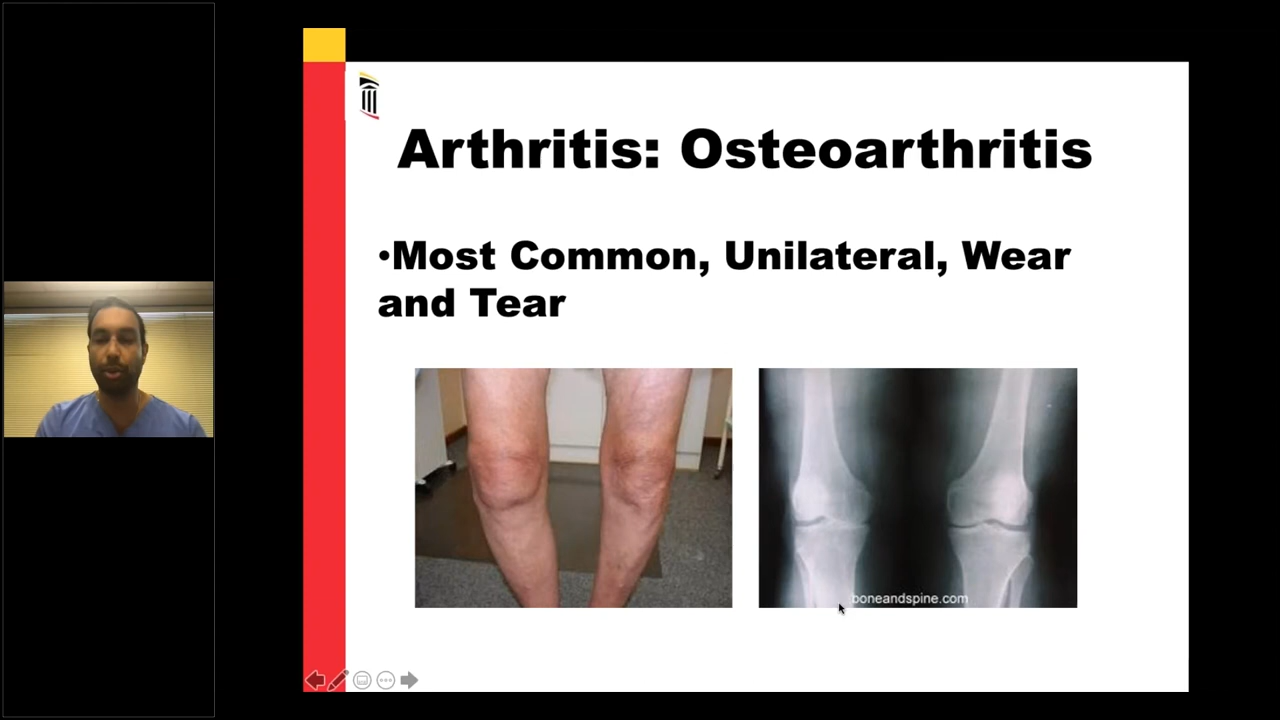 Arthritis: Osteoarthritis
•Most Common, Unilateral, Wear
and Tear
boneandspine.com